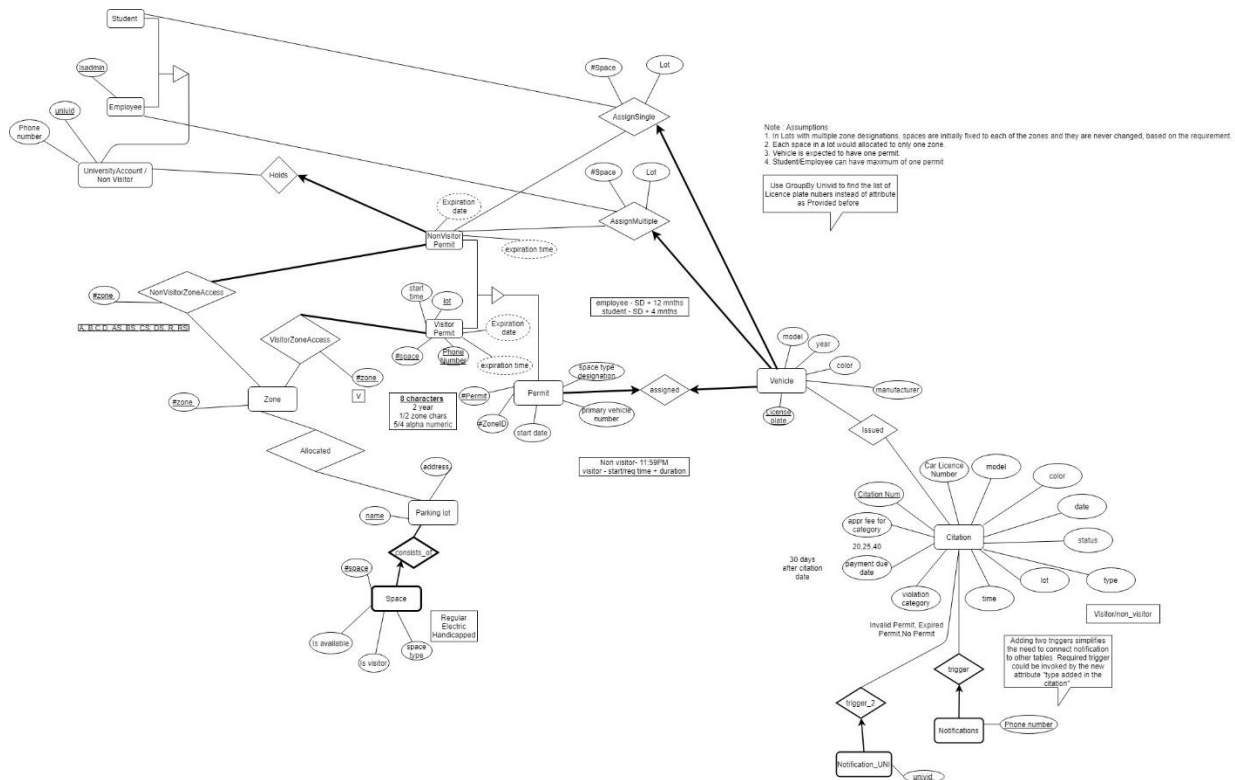 Student
isadmin
Employee
univid
Phone
number
UniversityAccount /
Non Visitor
Holds
#Space
Lot
AssignSingle
#Space
Lot
AssignMultiple
Note : Assumptions
1. In Lots with multiple zone designations, spaces are initially fixed to each of the zones and they are never changed, based on the requirement.
2. Each space in a lot would allocated to only one zone.
3. Vehicle is expected to have one permit.
4. Student/Employee can have maximum of one permit
Use GroupBy Univid to find the list of
Licence plate nubers instead of attribute
as Provided before
Expiration
date
NonVisitor
Permit
expiration time
#zone
NonVisitorZoneAccess
A, B,C,D, AS, BS, CS, DS, R, RS
start
time
lot
Visitor
Permit
Expiration
date
#space
Phone
Number
expiration time
VisitorZoneAccess
#zone
V
employee - SD + 12 mnths
student - SD + 4 mnths
#zone
Zone
8 characters
2 year
1/2 zone chars
5/4 alpha numeric
#Permit
Permit
space type
designation
#ZoneID
start date
primary vehicle
number
assigned
model
year
color
Vehicle
manufacturer
License
plate
Issued
Non visitor- 11:59PM
visitor - start/req time + duration
Allocated
address
name
Parking lot
consists_of
#space
Space
Regular
Electric
Handicapped
is available
is visitor
space
type
Car Licence
Number
model
color
Citation Num
date
appr fee for
category
Citation
status
20,25,40
30 days
after citation
date
payment due
date
violation
category
time
lot
type
Visitor/non_visitor
Invalid Permit, Expired
Permit,No Permit
Adding two triggers simplifies
the need to connect notification
to other tables. Required trigger
could be invoked by the new
attribute "type added in the
citation"
trigger
trigger_2
Notifications
Phone number
Notification_UNI
univid